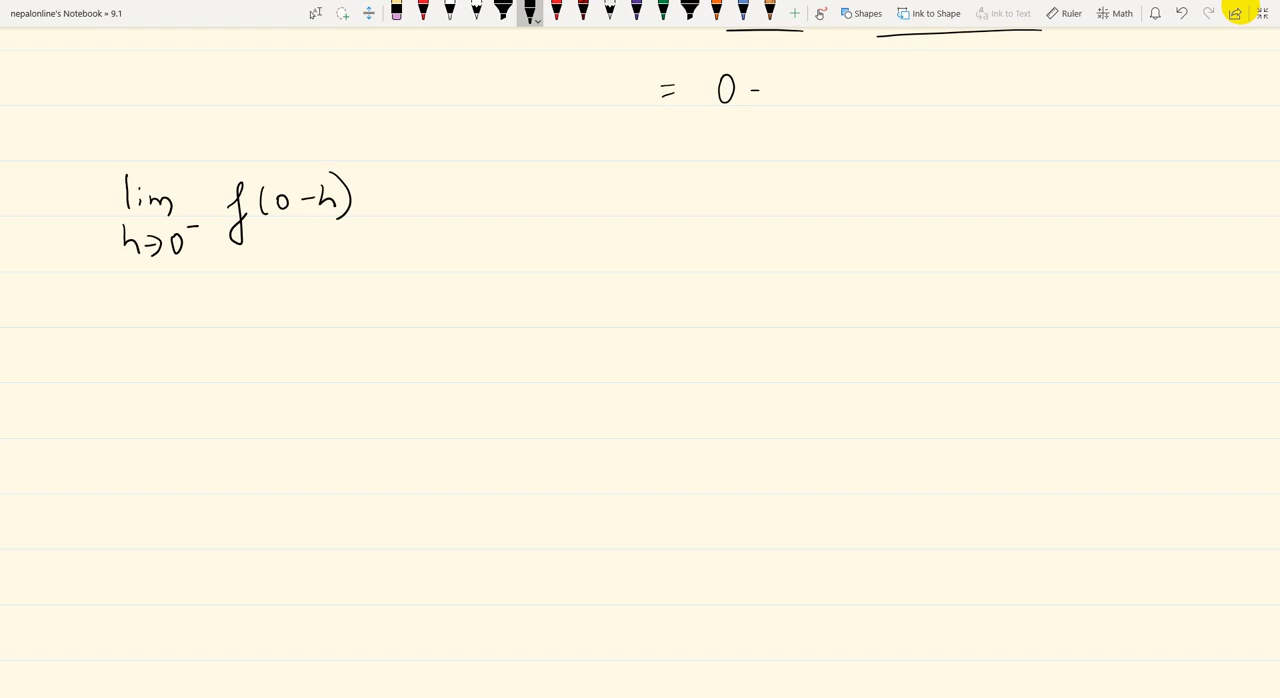 nepalonline's Notebook » 9.1 Shapes Ink to Shape Ink to Text Ruler Math
= 0 -
lim f(0-h)
h→0⁻